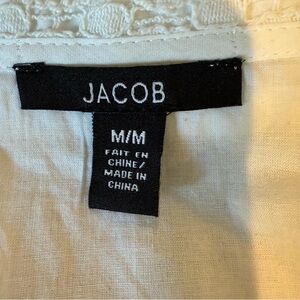 JACOB
M/M
FAIT EN
CHINE/
MADE IN
CHINA